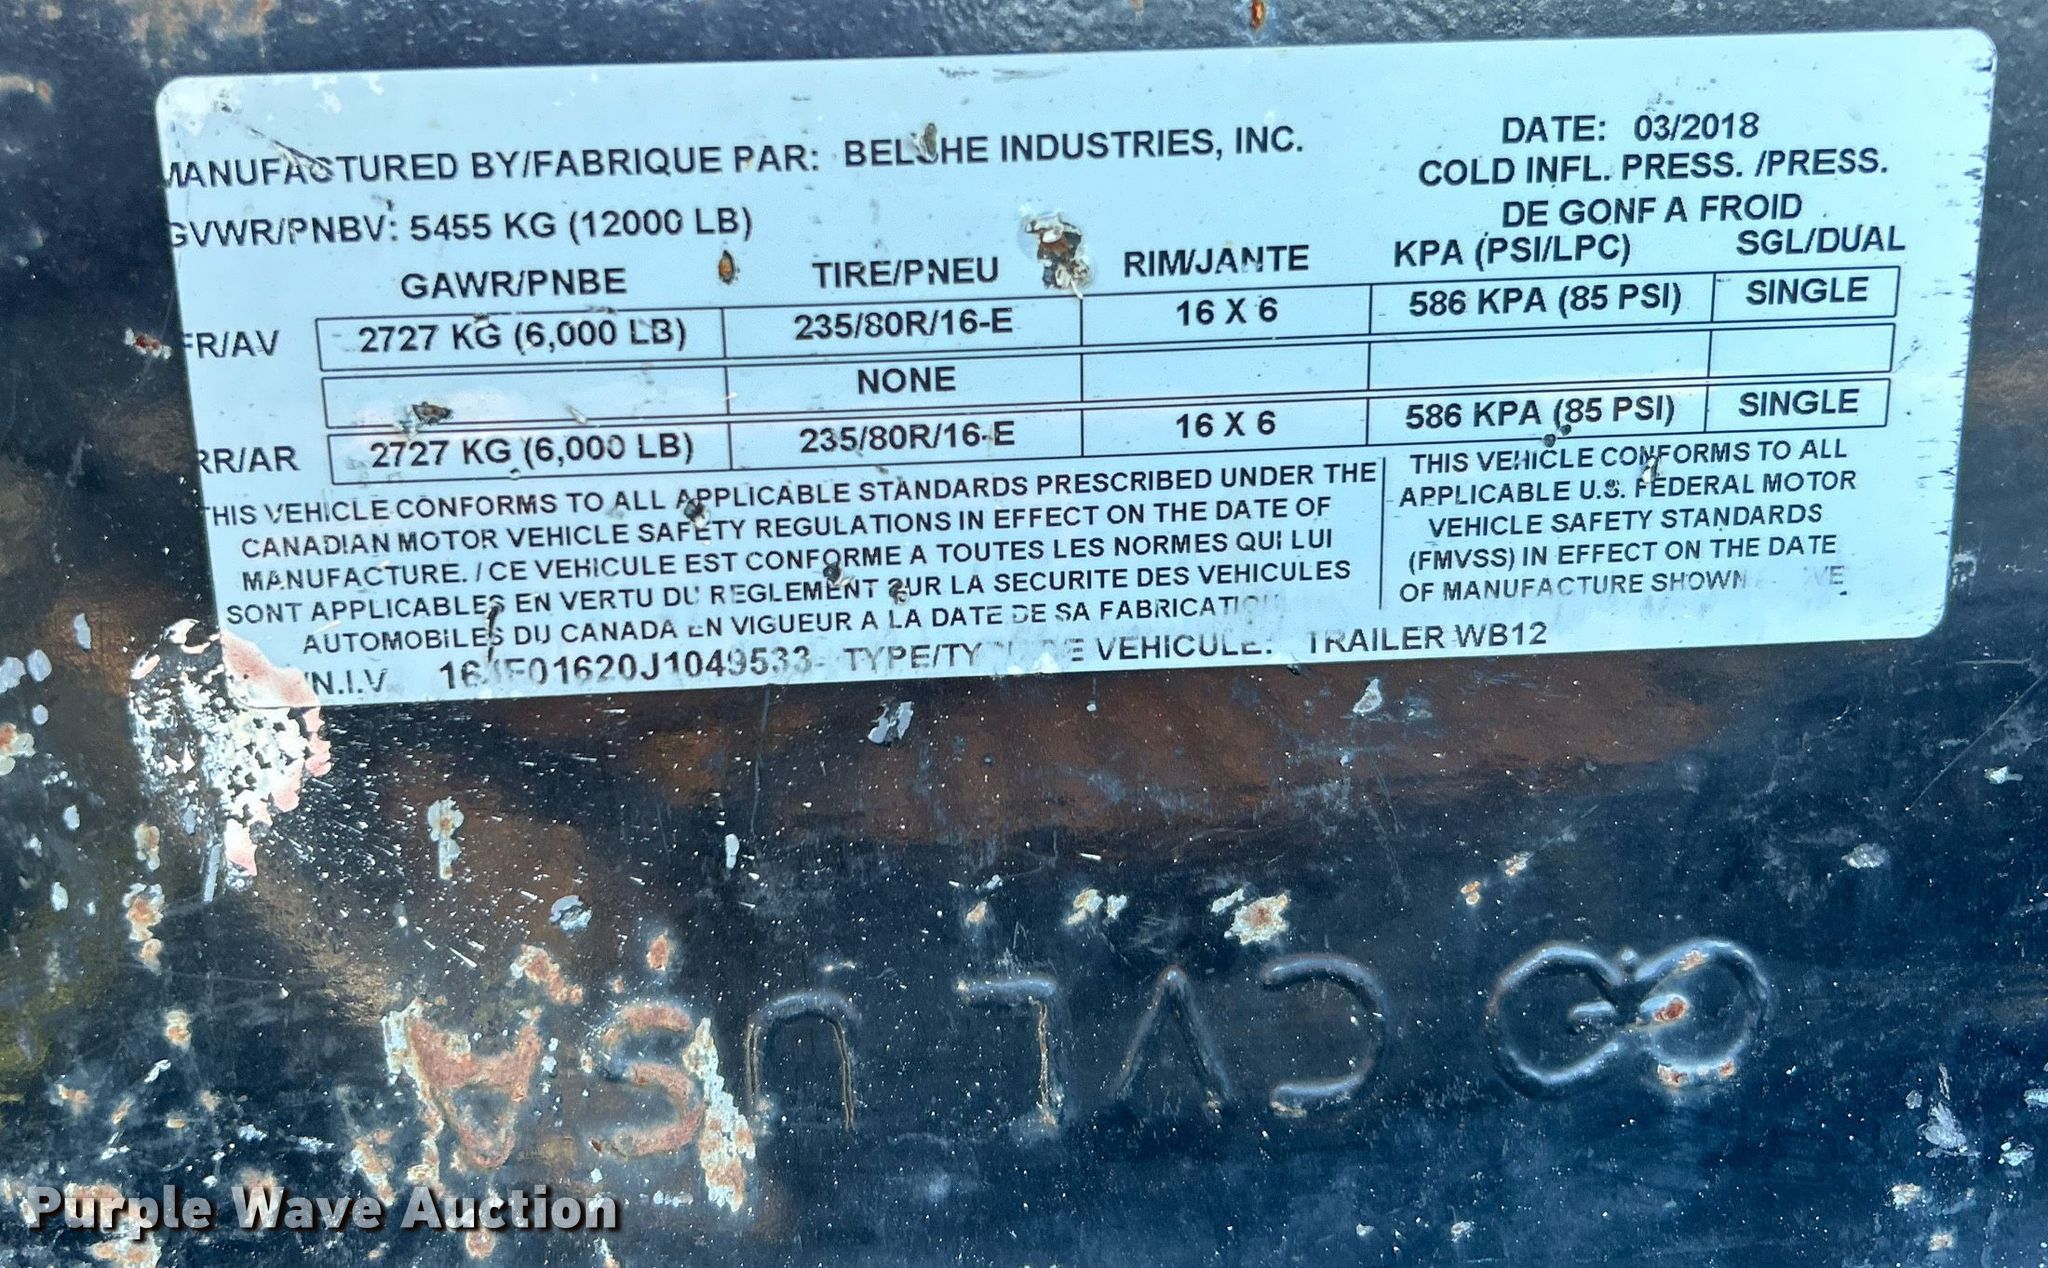 MANUFACTURED BY/FABRIQUE PAR: BELSHE INDUSTRIES, INC.
DATE: 03/2018
GVWR/PNBV: 5455 KG (12000 LB)
COLD INFL. PRESS. /PRESS.
DE GONF A FROID
GAWR/PNBE TIRE/PNEU RIM/JANTE KPA (PSI/LPC) SGL/DUAL
FR/AV 2727 KG (6,000 LB) 235/80R/16-E 16 X 6 586 KPA (85 PSI) SINGLE
NONE
RR/AR 2727 KG (6,000 LB) 235/80R/16-E 16 X 6 586 KPA (85 PSI) SINGLE
THIS VEHICLE CONFORMS TO ALL APPLICABLE STANDARDS PRESCRIBED UNDER THE
CANADIAN MOTOR VEHICLE SAFETY REGULATIONS IN EFFECT ON THE DATE OF
MANUFACTURE. / CE VEHICULE EST CONFORME A TOUTES LES NORMES QUI LUI
SONT APPLICABLES EN VERTU DU REGLEMENT SUR LA SECURITE DES VEHICULES
AUTOMOBILES DU CANADA EN VIGUEUR A LA DATE DE SA FABRICATION
THIS VEHICLE CONFORMS TO ALL
APPLICABLE U.S. FEDERAL MOTOR
VEHICLE SAFETY STANDARDS
(FMVSS) IN EFFECT ON THE DATE
OF MANUFACTURE SHOWN
N.I.V. VEHICULE: TRAILER WB12
CVL USA
Purple Wave Auction